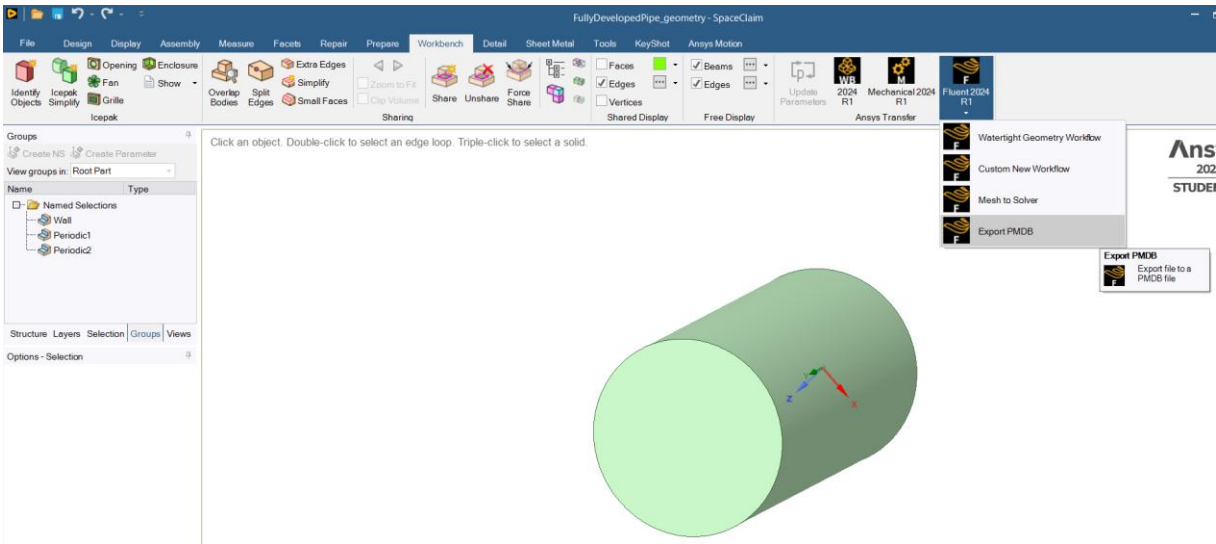 FullyDevelopedPipe_geometry - SpaceClaim
File Design Display Assembly Measure Facets Repair Prepare Workbench Detail Sheet Metal Tools KeyShot Ansys Motion
Identify Objects
Icepak Simplify
Opening
Fan
Grille
Enclosure
Show
Icepak
Overlap Bodies
Split Edges
Extra Edges
Simplify
Small Faces
Zoom to Fit
Clip Volume
Share
Unshare
Force Share
Sharing
Faces
Edges
Vertices
Shared Display
Beams
Edges
Free Display
Update Parameters
WB
2024 R1
M
Mechanical 2024 R1
F
Fluent 2024 R1
Ansys Transfer
Groups
Create NS Create Parameter
View groups in: Root Part
Name Type
Named Selections
Wall
Periodic1
Periodic2
Structure Layers Selection Groups Views
Options - Selection
Click an object. Double-click to select an edge loop. Triple-click to select a solid.
F Watertight Geometry Workflow
F Custom New Workflow
F Mesh to Solver
F Export PMDB
Export PMDB
F Export file to a
PMDB file
Ans
202
STUDE
Y
Z
X